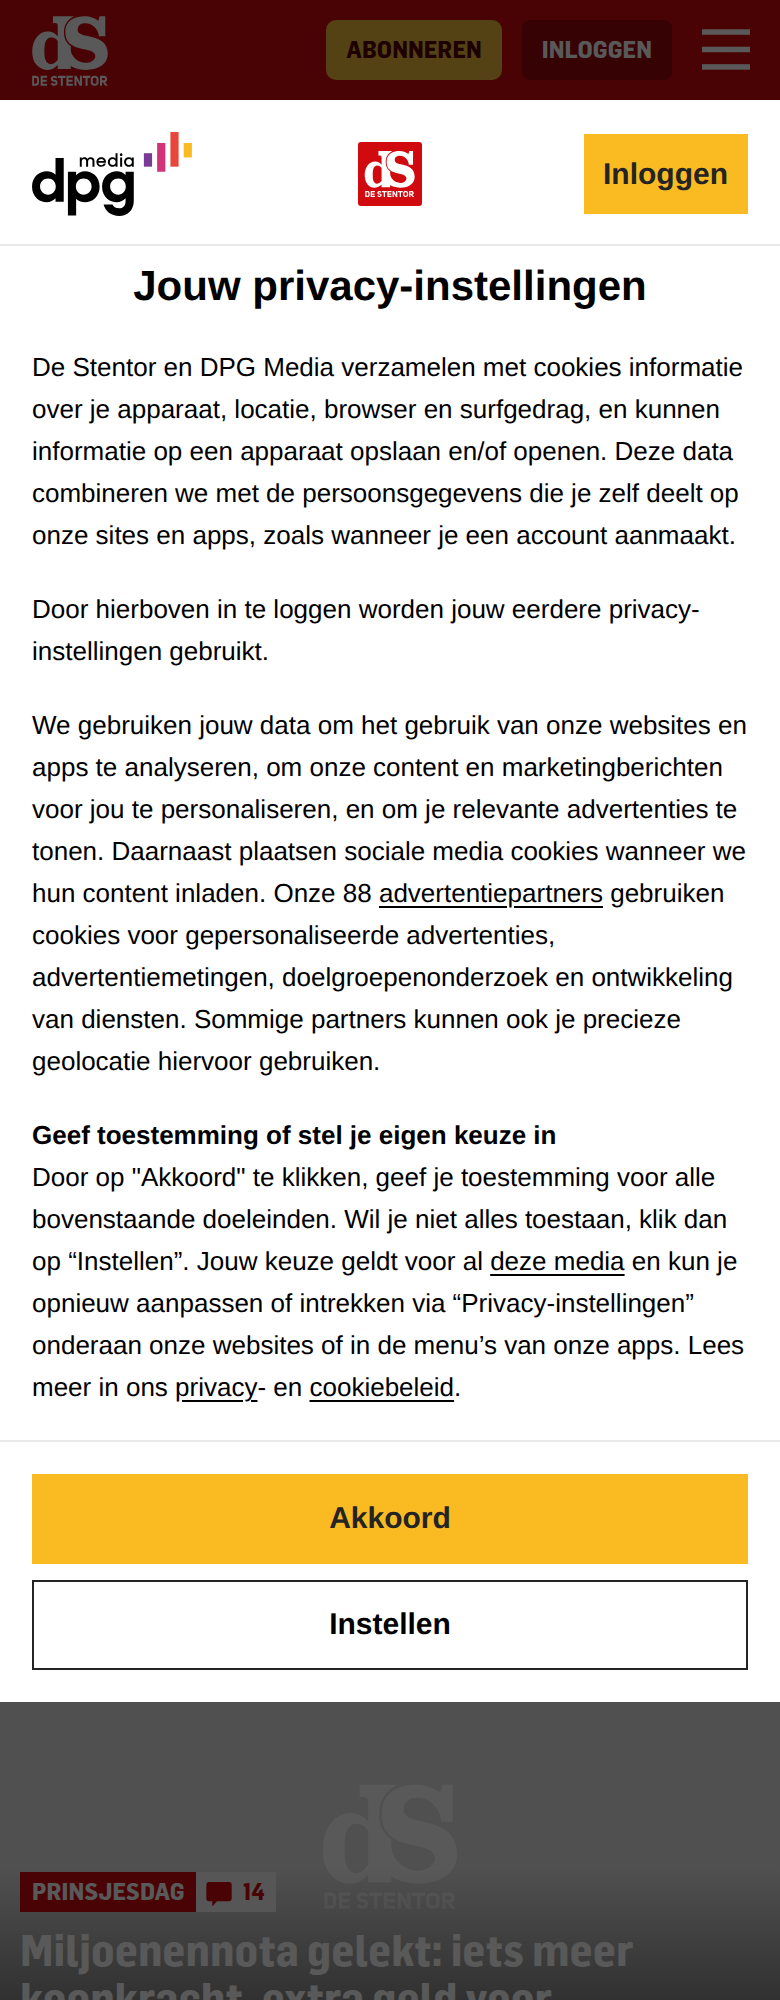 dS
DE STENTOR
ABONNEREN
INLOGGEN
media
dpg
dS
DE STENTOR
Inloggen
Jouw privacy-instellingen
De Stentor en DPG Media verzamelen met cookies informatie
over je apparaat, locatie, browser en surfgedrag, en kunnen
informatie op een apparaat opslaan en/of openen. Deze data
combineren we met de persoonsgegevens die je zelf deelt op
onze sites en apps, zoals wanneer je een account aanmaakt.
Door hierboven in te loggen worden jouw eerdere privacy-
instellingen gebruikt.
We gebruiken jouw data om het gebruik van onze websites en
apps te analyseren, om onze content en marketingberichten
voor jou te personaliseren, en om je relevante advertenties te
tonen. Daarnaast plaatsen sociale media cookies wanneer we
hun content inladen. Onze 88 advertentiepartners gebruiken
cookies voor gepersonaliseerde advertenties,
advertentiemetingen, doelgroepenonderzoek en ontwikkeling
van diensten. Sommige partners kunnen ook je precieze
geolocatie hiervoor gebruiken.
Geef toestemming of stel je eigen keuze in
Door op "Akkoord" te klikken, geef je toestemming voor alle
bovenstaande doeleinden. Wil je niet alles toestaan, klik dan
op “Instellen”. Jouw keuze geldt voor al deze media en kun je
opnieuw aanpassen of intrekken via “Privacy-instellingen”
onderaan onze websites of in de menu’s van onze apps. Lees
meer in ons privacy- en cookiebeleid.
Akkoord
Instellen
dS
DE STENTOR
PRINSJESDAG 14
Miljoenennota gelekt: iets meer
koopkracht, extra geld voor